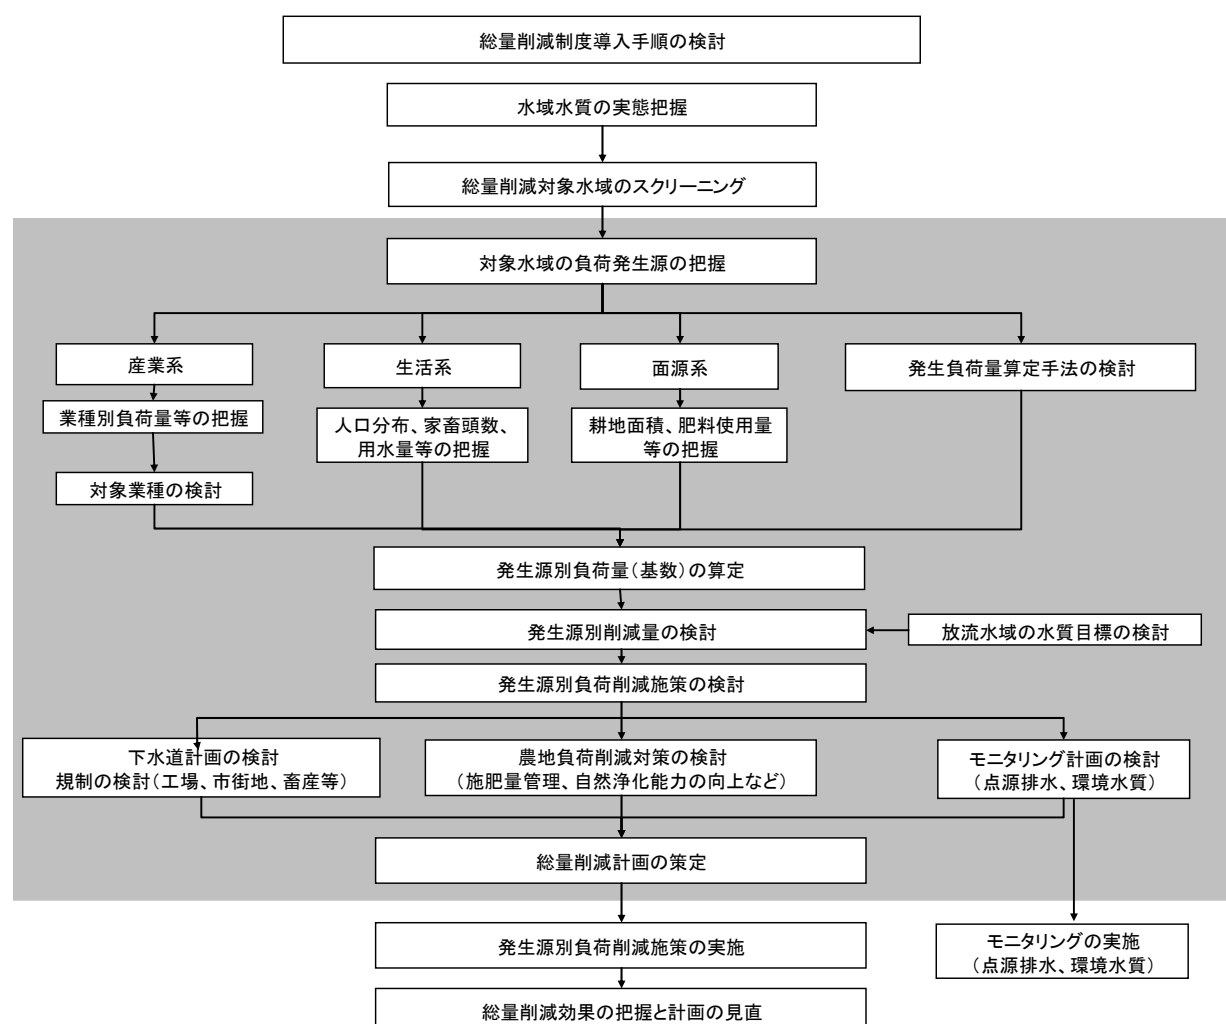 総量削減制度導入手順の検討
水域水質の実態把握
総量削減対象水域のスクリーニング
対象水域の負荷発生源の把握
産業系
生活系
面源系
発生負荷量算定手法の検討
業種別負荷量等の把握
人口分布、家畜頭数、
用水量等の把握
耕地面積、肥料使用量
等の把握
対象業種の検討
発生源別負荷量(基数)の算定
発生源別削減量の検討
放流水域の水質目標の検討
発生源別負荷削減施策の検討
下水道計画の検討
規制の検討(工場、市街地、畜産等)
農地負荷削減対策の検討
(施肥量管理、自然浄化能力の向上など)
モニタリング計画の検討
(点源排水、環境水質)
総量削減計画の策定
発生源別負荷削減施策の実施
モニタリングの実施
(点源排水、環境水質)
総量削減効果の把握と計画の見直